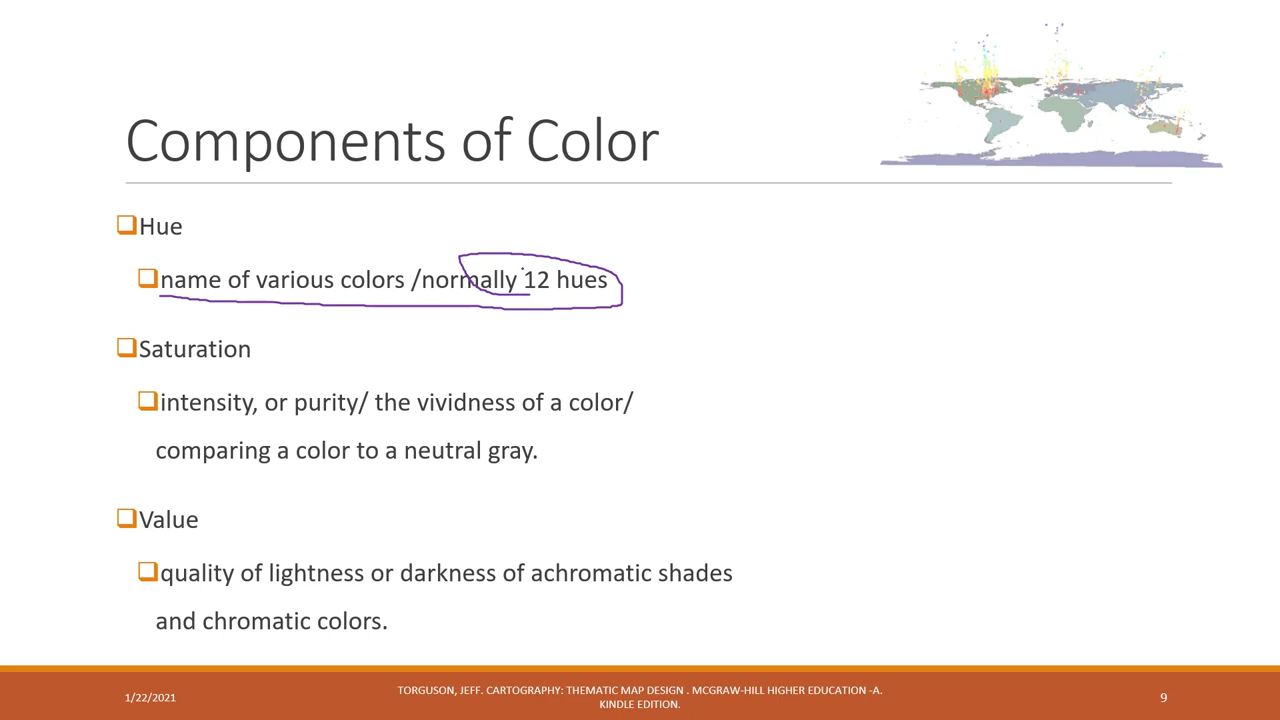 Components of Color
Hue
name of various colors /normally 12 hues
Saturation
intensity, or purity/ the vividness of a color/
comparing a color to a neutral gray.
Value
quality of lightness or darkness of achromatic shades
and chromatic colors.
1/22/2021
TORGUSON, JEFF. CARTOGRAPHY: THEMATIC MAP DESIGN . MCGRAW-HILL HIGHER EDUCATION -A.
KINDLE EDITION.
9